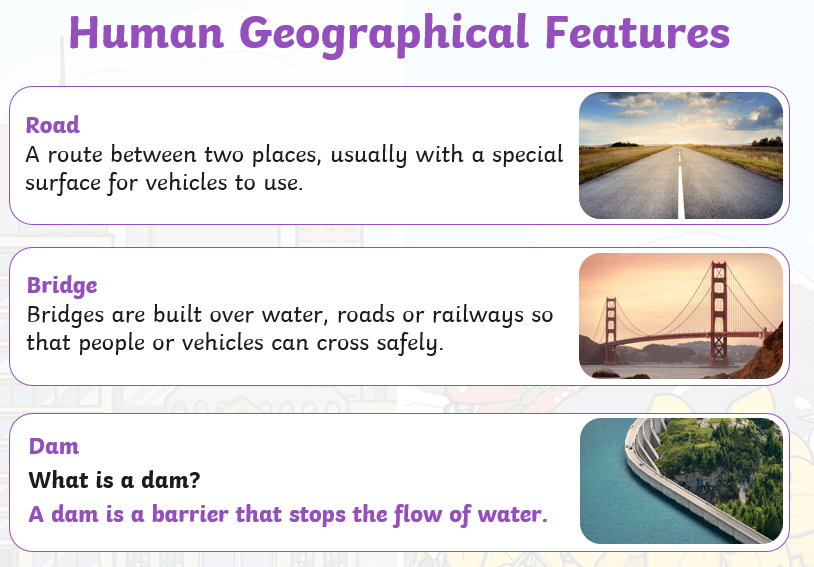 Human Geographical Features
Road
A route between two places, usually with a special
surface for vehicles to use.
Bridge
Bridges are built over water, roads or railways so
that people or vehicles can cross safely.
Dam
What is a dam?
A dam is a barrier that stops the flow of water.